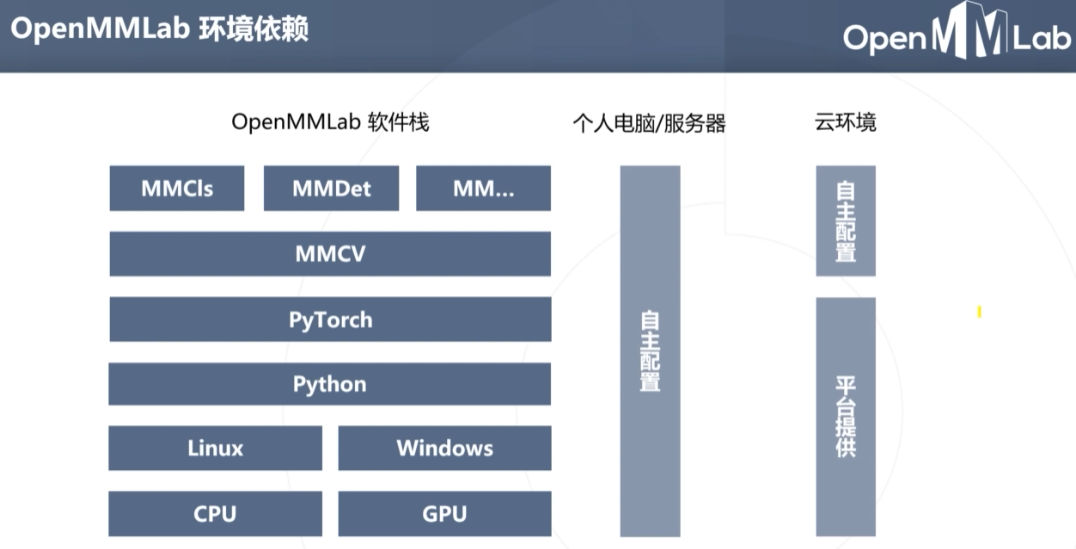 OpenMMLab 环境依赖
OpenMMLab
OpenMMLab 软件栈
个人电脑/服务器
云环境
MMCls
MMDet
MM...
MMCV
PyTorch
Python
Linux
Windows
CPU
GPU
自主配置
自主配置
平台提供